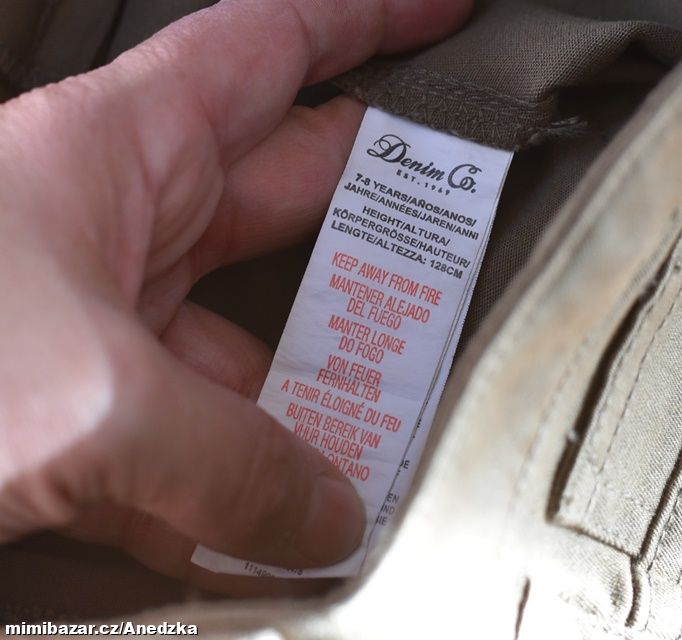 Denim Co.
EST. 1969
7-8 YEARS/AÑOS/ANOS/
JAHRE/ANNÉES/JAREN/ANNI
HEIGHT/ALTURA/
KÖRPERGRÖSSE/HAUTEUR/
LENGTE/ALTEZZA: 128CM
KEEP AWAY FROM FIRE
MANTENER ALEJADO
DEL FUEGO
MANTER LONGE
DO FOGO
VON FEUER
FERNHALTEN
A TENIR ÉLOIGNÉ DU FEU
BUITEN BEREIK VAN
VUUR HOUDEN
mimibazar.cz/Anedzka